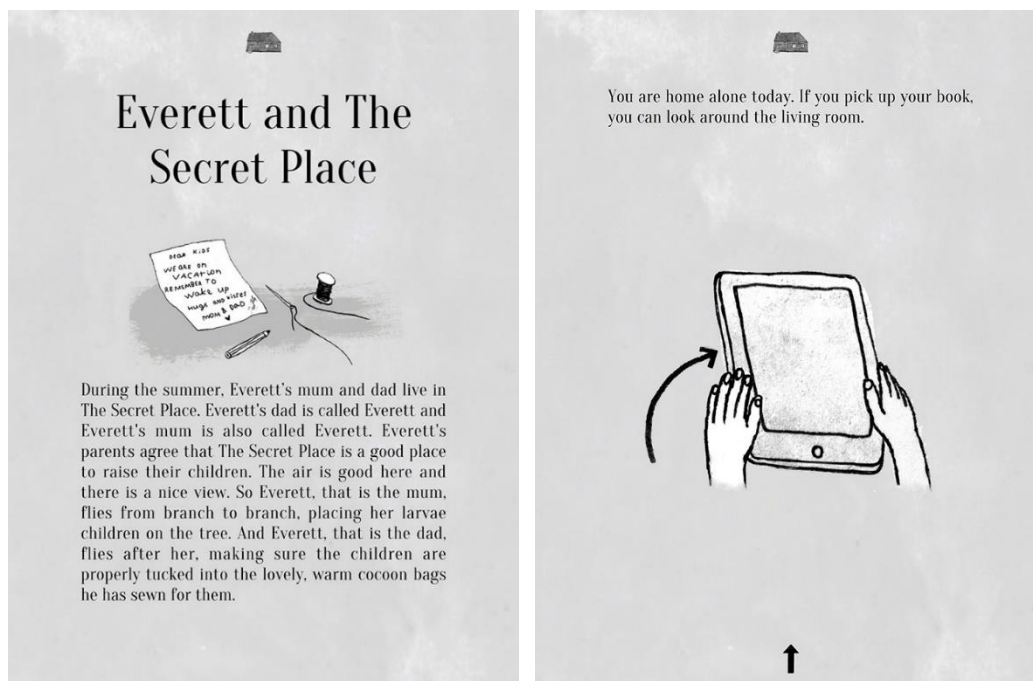 Everett and The
Secret Place
DEAR KIDS
WE ARE ON
VACATION
REMEMBER TO
WAKE UP
HUGS AND KISSES
MOM & DAD
During the summer, Everett's mum and dad live in
The Secret Place. Everett's dad is called Everett and
Everett's mum is also called Everett. Everett's
parents agree that The Secret Place is a good place
to raise their children. The air is good here and
there is a nice view. So Everett, that is the mum,
flies from branch to branch, placing her larvae
children on the tree. And Everett, that is the dad,
flies after her, making sure the children are
properly tucked into the lovely, warm cocoon bags
he has sewn for them.
You are home alone today. If you pick up your book,
you can look around the living room.